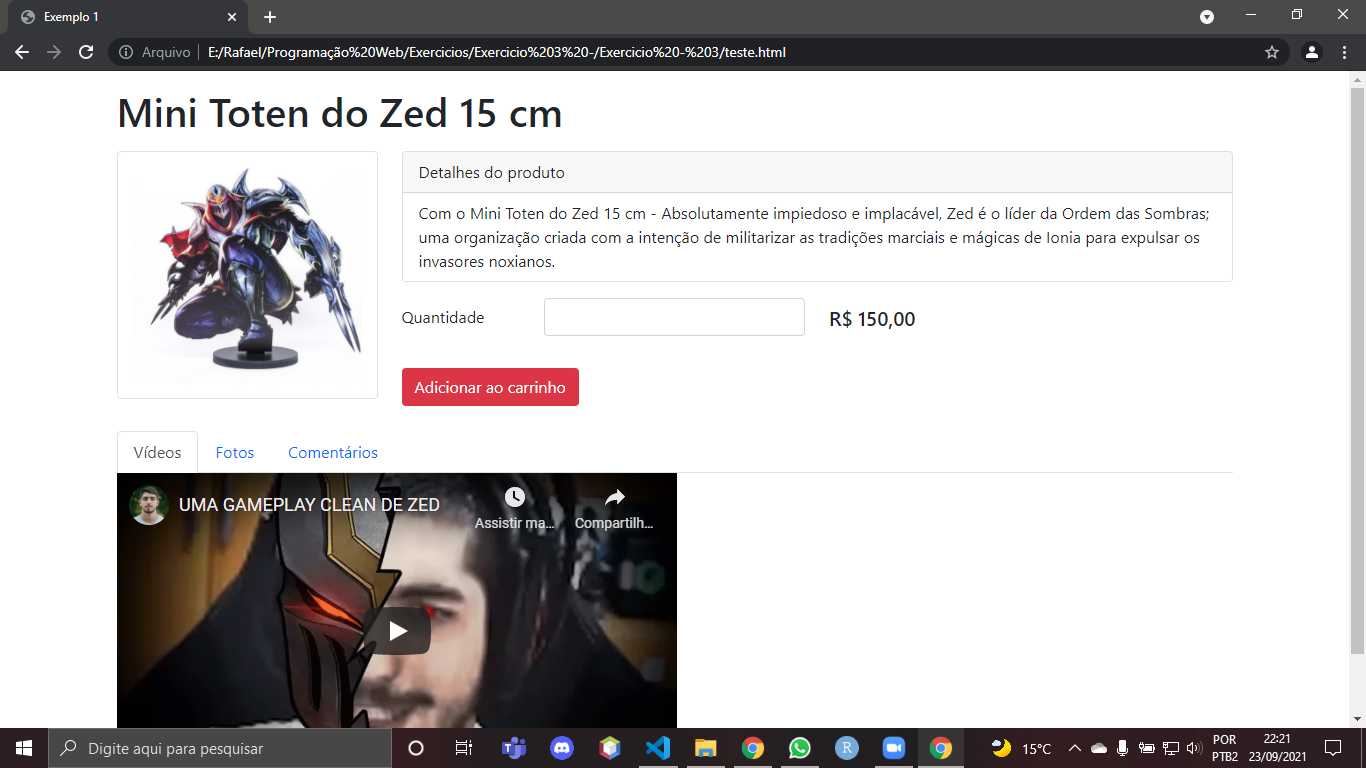 Exemplo 1
Arquivo
E:/Rafael/Programação%20Web/Exercicios/Exercicio%203%20-/Exercicio%20-%203/teste.html
Mini Toten do Zed 15 cm
Detalhes do produto
Com o Mini Toten do Zed 15 cm - Absolutamente impiedoso e implacável, Zed é o líder da Ordem das Sombras;
uma organização criada com a intenção de militarizar as tradições marciais e mágicas de Ionia para expulsar os
invasores noxianos.
Quantidade
R$ 150,00
Adicionar ao carrinho
Vídeos
Fotos
Comentários
UMA GAMEPLAY CLEAN DE ZED
Assistir ma...
Compartilh...
Digite aqui para pesquisar
R
15°C
POR
PTB2
22:21
23/09/2021